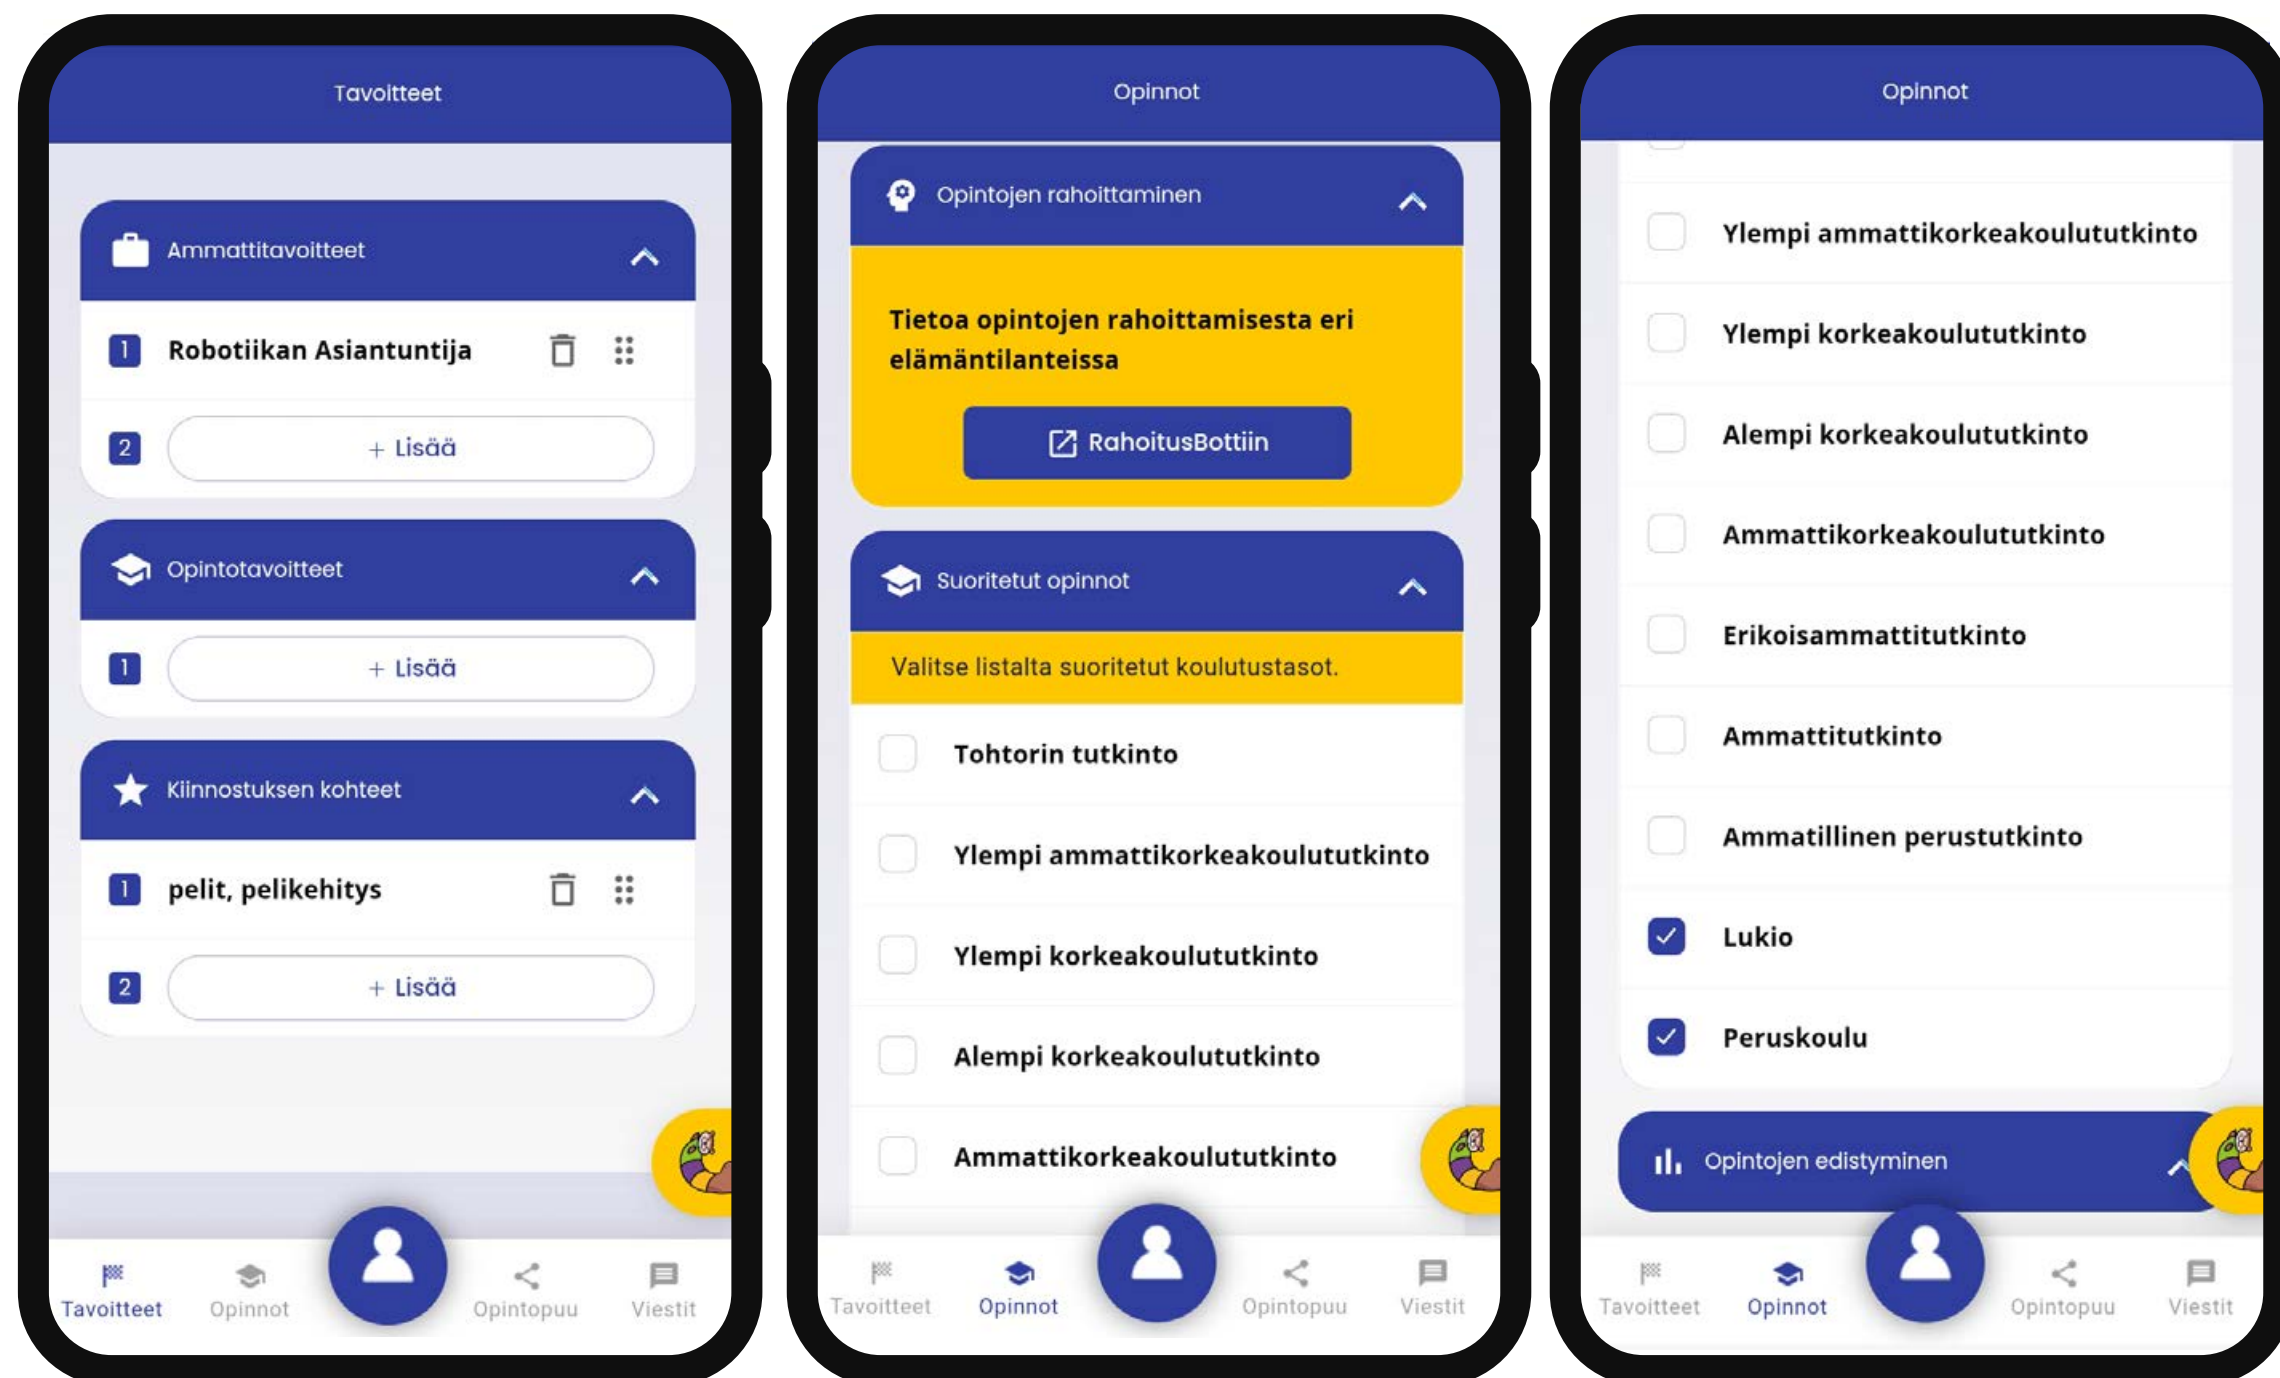 Tavoitteet
Ammattitavoitteet
1 Robotiikan Asiantuntija
2 + Lisää
Opintotavoitteet
1 + Lisää
Kiinnostuksen kohteet
1 pelit, pelikehitys
2 + Lisää
Tavoitteet Opinnot Opintopuu Viestit
Opinnot
Opintojen rahoittaminen
Tietoa opintojen rahoittamisesta eri
elämäntilanteissa
RahoitusBottiin
Suoritetut opinnot
Valitse listalta suoritetut koulutustasot.
Tohtorin tutkinto
Ylempi ammattikorkeakoulututkinto
Ylempi korkeakoulututkinto
Alempi korkeakoulututkinto
Ammattikorkeakoulututkinto
Tavoitteet Opinnot Opintopuu Viestit
Opinnot
Ylempi ammattikorkeakoulututkinto
Ylempi korkeakoulututkinto
Alempi korkeakoulututkinto
Ammattikorkeakoulututkinto
Erikoisammattitutkinto
Ammattitutkinto
Ammatillinen perustutkinto
Lukio
Peruskoulu
Opintojen edistyminen
Tavoitteet Opinnot Opintopuu Viestit